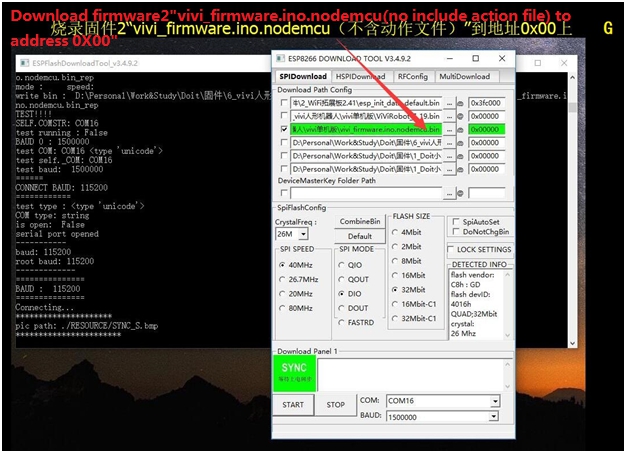 Download firmware2"vivi_firmware.ino.nodemcu(no include action file) to
address 0X00"
烧录固件2“vivi_firmware.ino.nodemcu（不含动作文件）”到地址0x00上
G
ESPFlashDownloadTool_v3.4.9.2
o.nodemcu.bin_rep
mode : speed:
write bin : D:\Personal\Work&Study\Doit\固件\6_vivi人形
_firmware.i
no.nodemcu.bin_rep
TEST!!!!
SELF.COMSTR: COM16
test running : False
BAUD 0 : 1500000
test COM: COM16 <type 'unicode'>
test self._COM: COM16
test baud: 1500000
======
CONNECT BAUD: 115200
============
test type : <type 'unicode'>
COM type: string
is open: False
serial port opened
-----------
baud: 115200
root baud: 115200
------------
===============
BAUD : 115200
===============
Connecting...
pic path: ./RESOURCE/SYNC_S.bmp
ESP8266 DOWNLOAD TOOL V3.4.9.2
SPIDownload HSPIDownload RFConfig MultiDownload
Download Path Config
\2_WiFi拓展板2.41\esp_init_data_default.bin ... @ 0x3fc000
_vivi人形机器人\vivi单机板\ViViRobot 19.bin ... @ 0x00000
人\vivi单机板\vivi_firmware.ino.nodemcu.bin ... @ 0x00000
D:\Personal\Work&Study\Doit\固件\6_vivi人 ... @ 0x00000
D:\Personal\Work&Study\Doit\固件\1_Doit小 ... @ 0x00000
D:\Personal\Work&Study\Doit\固件\1_Doit小 ... @ 0x00000
DeviceMasterKey Folder Path
... @
SpiFlashConfig
CrystalFreq :
26M
CombineBin
Default
SPI SPEED
40MHz
26.7MHz
20MHz
80MHz
SPI MODE
QIO
QOUT
DIO
DOUT
FASTRD
FLASH SIZE
4Mbit
2Mbit
8Mbit
16Mbit
32Mbit
16Mbit-C1
32Mbit-C1
SpiAutoSet
DoNotChgBin
LOCK SETTINGS
DETECTED INFO
flash vendor:
C8h : GD
flash devID:
4016h
QUAD;32Mbit
crystal:
26 Mhz
Download Panel 1
SYNC
等待上电同步
START STOP
COM: COM16
BAUD: 1500000